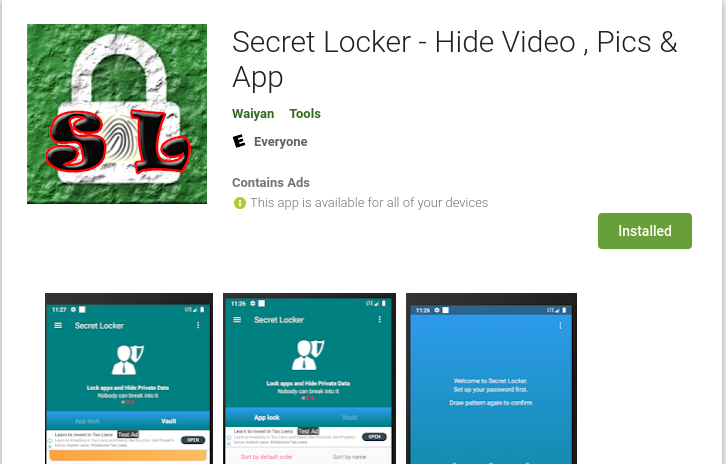 Secret Locker - Hide Video , Pics &
App
Waiyan Tools
E Everyone
Contains Ads
This app is available for all of your devices
Installed
SL
11:27 LTE
Secret Locker
Lock apps and Hide Private Data
Nobody can break into it
App lock Vault
Learn to Invest in Tax Liens Test Ad
OPEN
11:26 LTE
Secret Locker
Lock apps and Hide Private Data
Nobody can break into it
App lock Vault
Learn to Invest in Tax Liens Test Ad
OPEN
Sort by default order Sort by name
11:26 LTE
Welcome to Secret Locker.
Set up your password first.
Draw pattern again to confirm